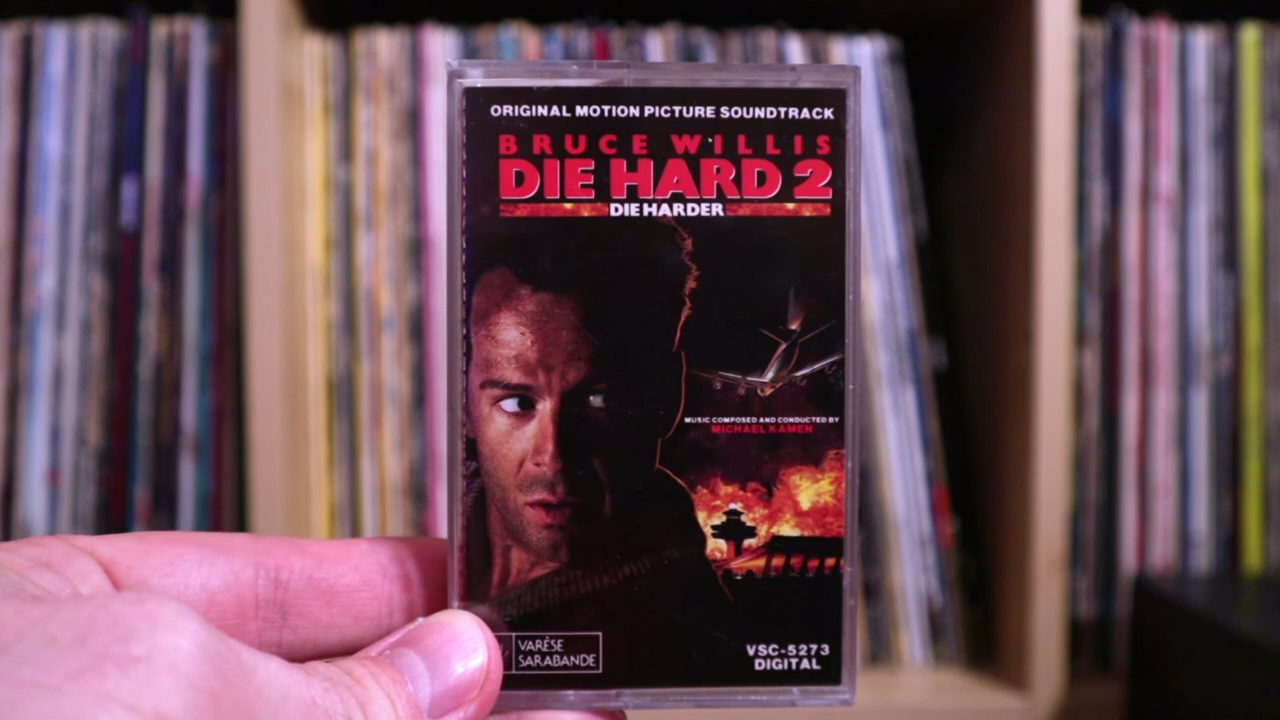 ORIGINAL MOTION PICTURE SOUNDTRACK
BRUCE WILLIS
DIE HARD 2
DIE HARDER
MUSIC COMPOSED AND CONDUCTED BY
MICHAEL KAMEN
VARÈSE
SARABANDE
VSC-5273
DIGITAL